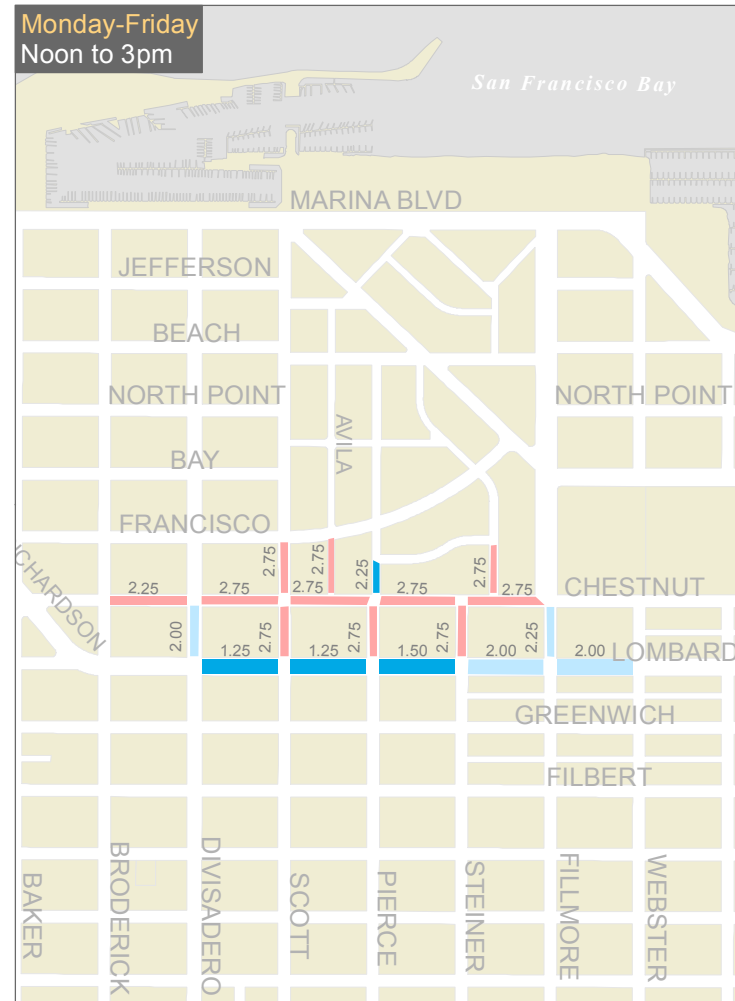 Monday-Friday
Noon to 3pm
San Francisco Bay
MARINA BLVD
JEFFERSON
BEACH
NORTH POINT
NORTH POINT
AVILA
BAY
FRANCISCO
2.75
2.75
2.25
2.75
2.25
2.75
2.75
2.75
2.75
CHESTNUT
RICHARDSON
2.00
2.75
2.75
2.75
2.25
1.25
1.25
1.50
2.00
2.00
LOMBARD
GREENWICH
FILBERT
BAKER
BRODERICK
DIVISADERO
SCOTT
PIERCE
STEINER
FILLMORE
WEBSTER